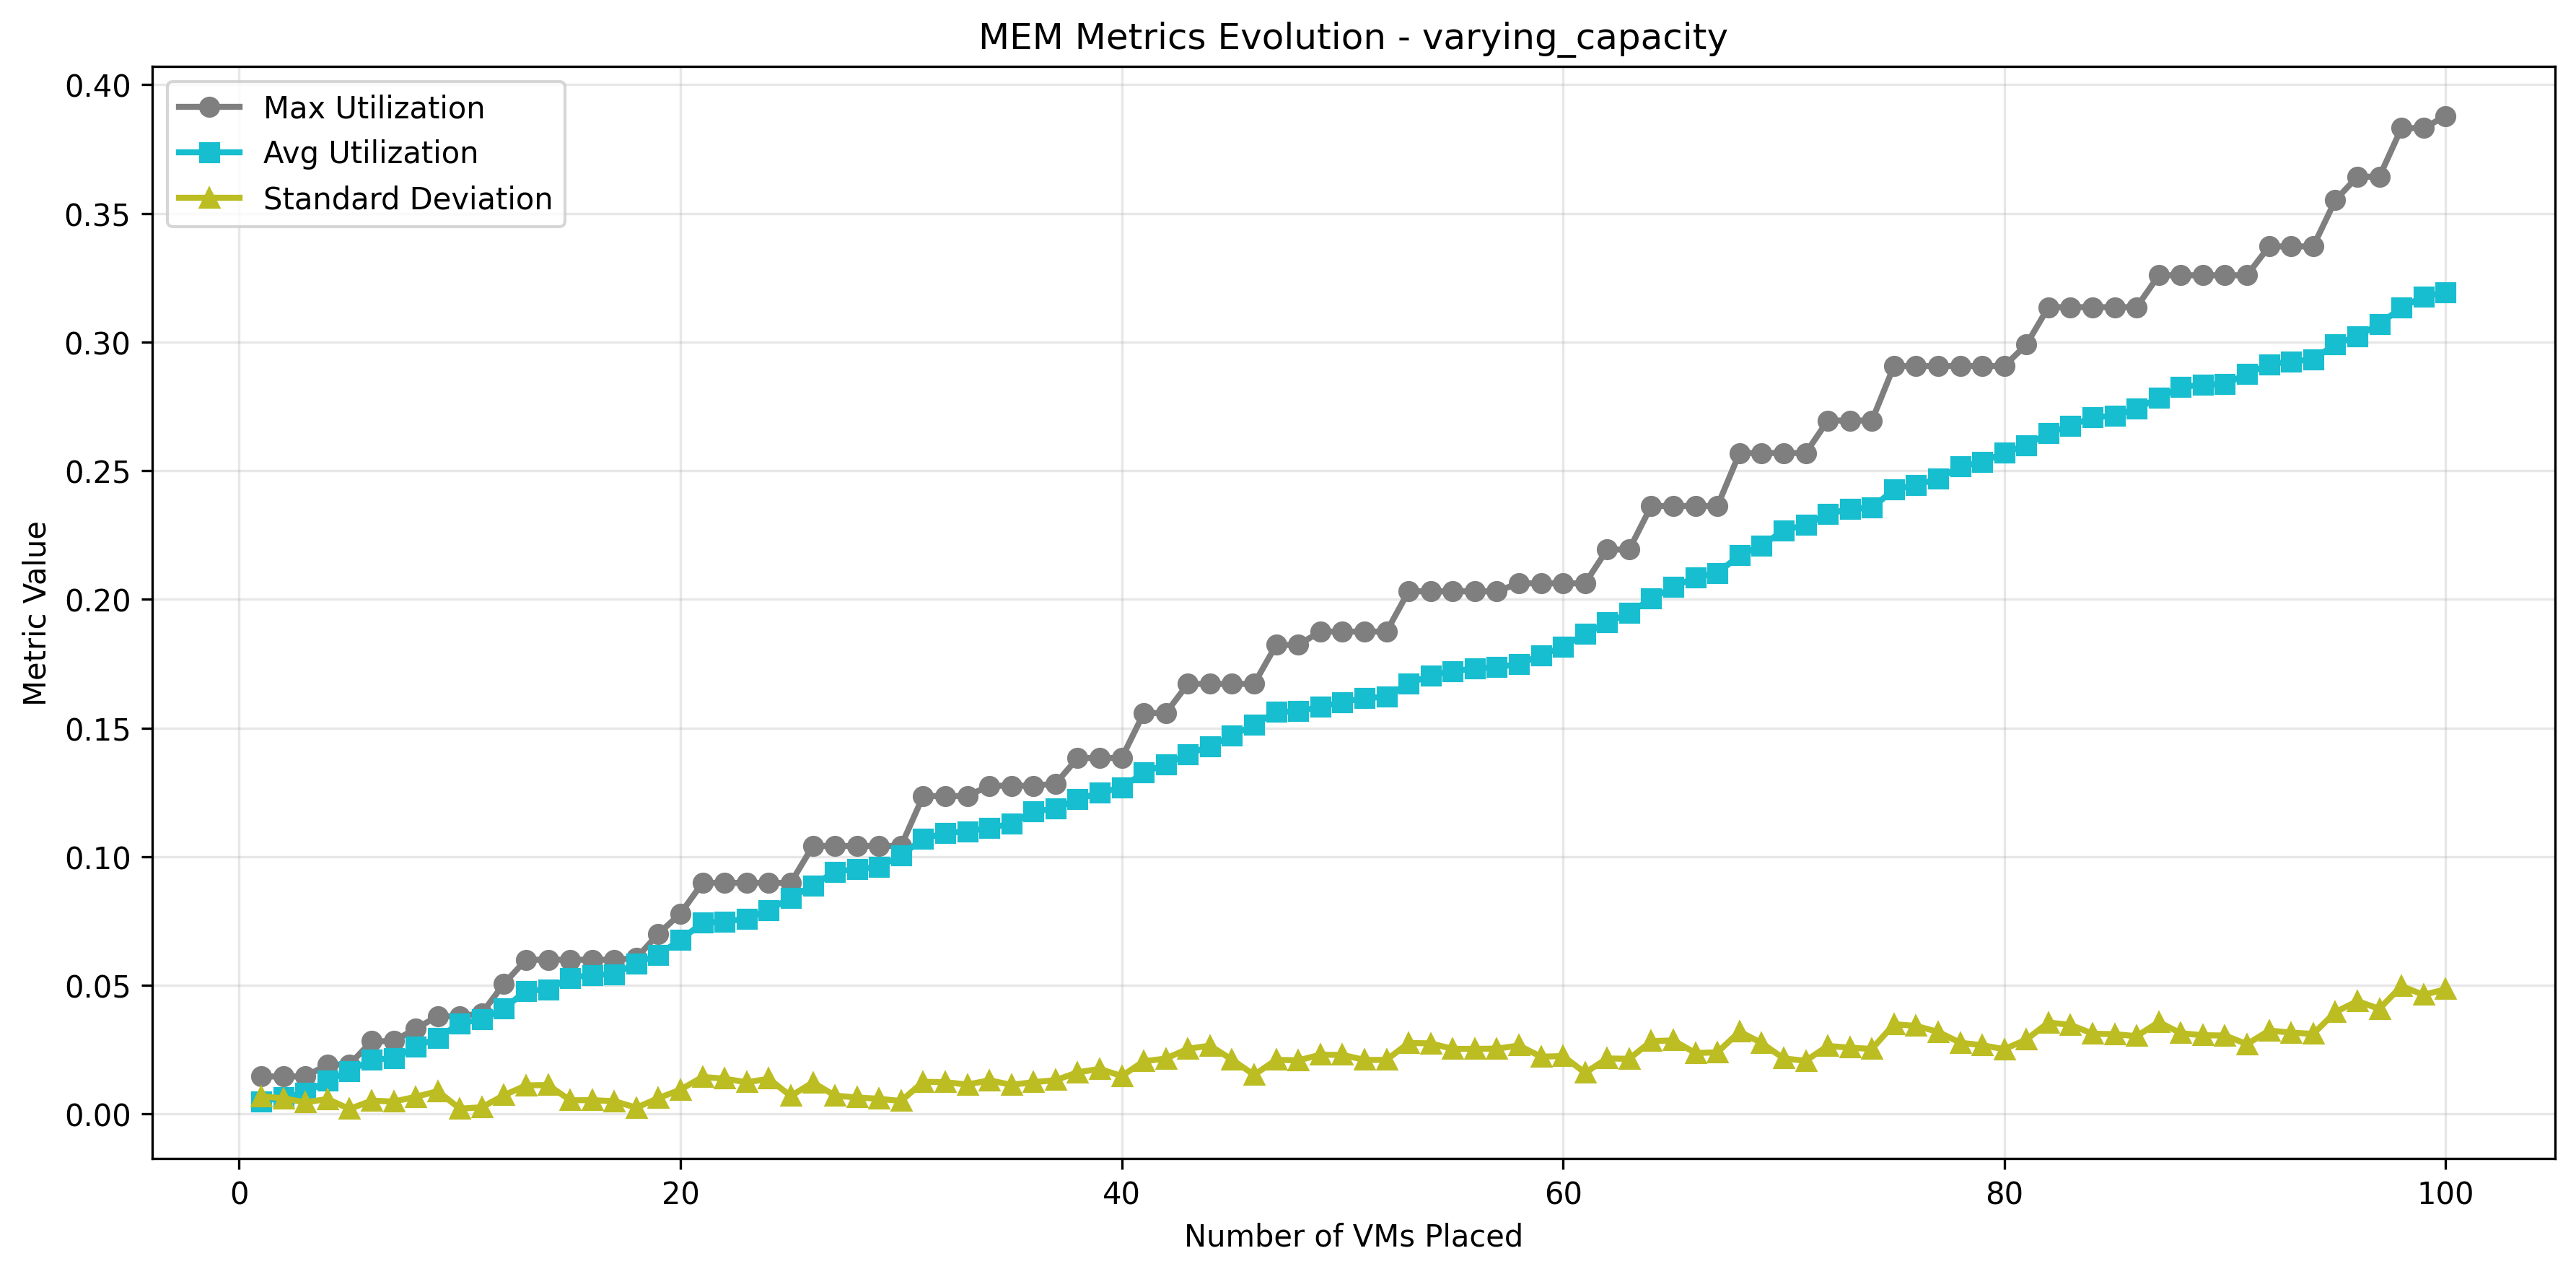 MEM Metrics Evolution - varying_capacity
Max Utilization
Avg Utilization
Standard Deviation
0.40
0.35
0.30
0.25
0.20
0.15
0.10
0.05
0.00
Metric Value
0 20 40 60 80 100
Number of VMs Placed